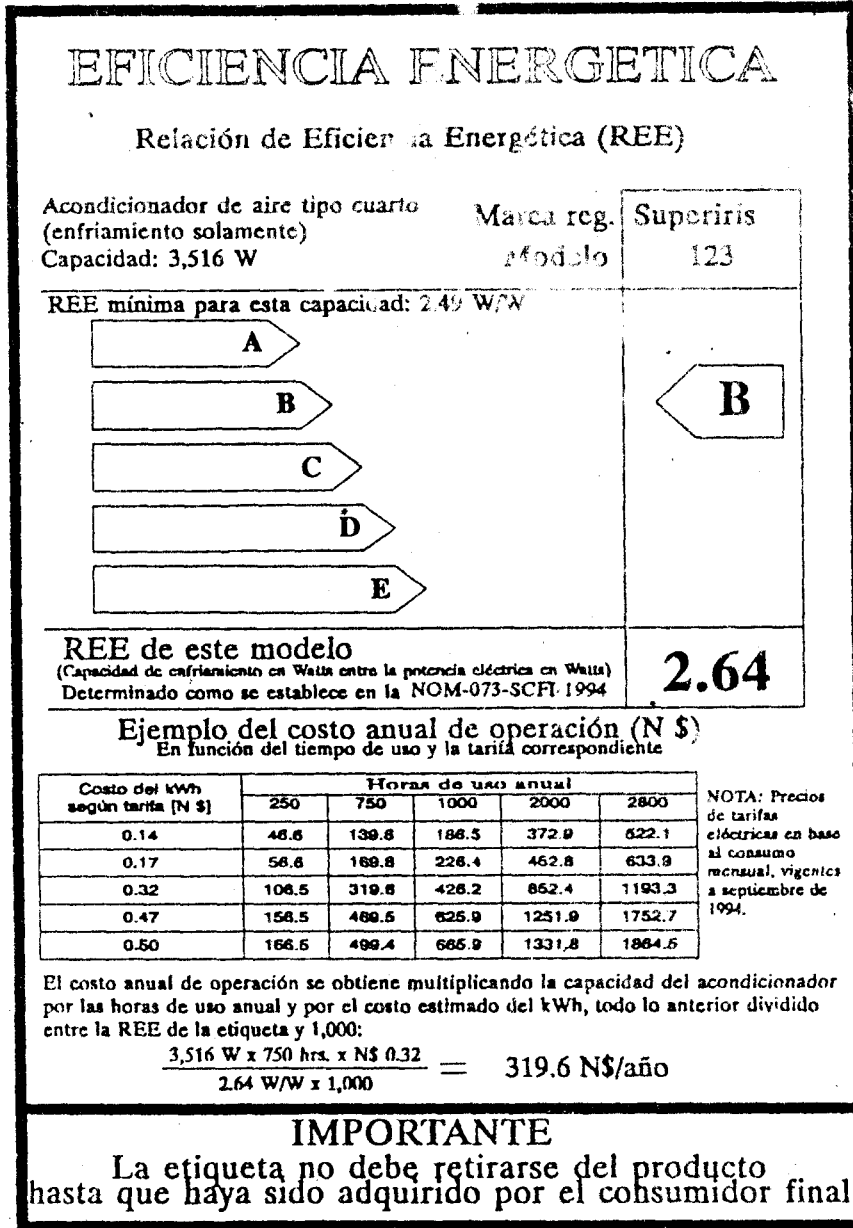 EFICIENCIA ENERGETICA
Relación de Eficien ia Energética (REE)
Acondicionador de aire tipo cuarto
(enfriamiento solamente)
Capacidad: 3,516 W
Marca reg. Superiris
Modelo 123
REE mínima para esta capacidad: 2.49 W/W
A
B
B
C
D
E
REE de este modelo
(Capacidad de enfriamiento en Watts entre la potencia eléctrica en Watts)
Determinado como se establece en la NOM-073-SCFI-1994
2.64
Ejemplo del costo anual de operación (N $)
En función del tiempo de uso y la tarifa correspondiente
Costo del kWh según tarifa [N $]
Horas de uso anual
250 750 1000 2000 2800
0.14 46.6 139.8 186.5 372.9 522.1
0.17 56.6 169.8 226.4 452.8 633.9
0.32 106.5 319.6 426.2 852.4 1193.3
0.47 156.5 469.5 625.9 1251.9 1752.7
0.50 166.5 499.4 665.9 1331,8 1864.5
NOTA: Precios
de tarifas
eléctricas en base
al consumo
mensual, vigentes
a septiembre de
1994.
El costo anual de operación se obtiene multiplicando la capacidad del acondicionador
por las horas de uso anual y por el costo estimado del kWh, todo lo anterior dividido
entre la REE de la etiqueta y 1,000:
3,516 W x 750 hrs. x N$ 0.32
2.64 W/W x 1,000
= 319.6 N$/año
IMPORTANTE
La etiqueta no debe retirarse del producto
hasta que haya sido adquirido por el consumidor final